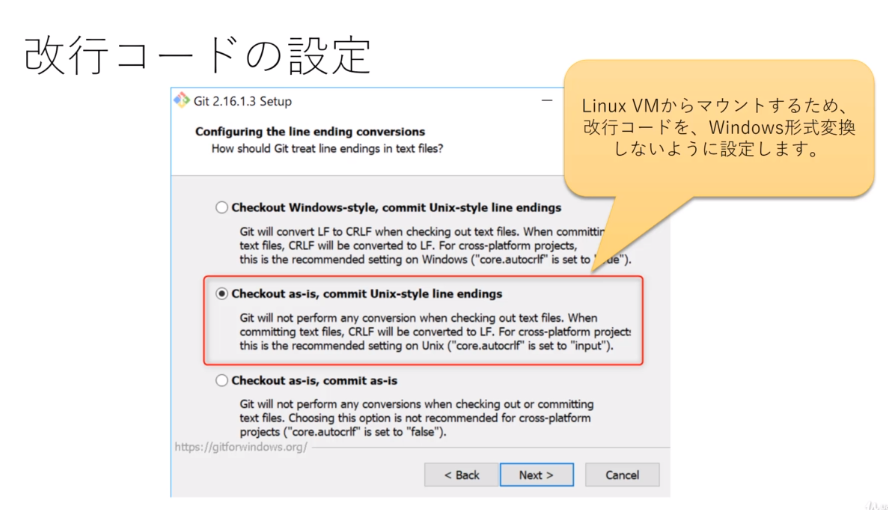 改行コードの設定
Git 2.16.1.3 Setup
Linux VMからマウントするため、
改行コードを、Windows形式変換
しないように設定します。
Configuring the line ending conversions
How should Git treat line endings in text files?
Checkout Windows-style, commit Unix-style line endings
Git will convert LF to CRLF when checking out text files. When committing
text files, CRLF will be converted to LF. For cross-platform projects,
this is the recommended setting on Windows ("core.autocrlf" is set to "true").
Checkout as-is, commit Unix-style line endings
Git will not perform any conversion when checking out text files. When
committing text files, CRLF will be converted to LF. For cross-platform projects
this is the recommended setting on Unix ("core.autocrlf" is set to "input").
Checkout as-is, commit as-is
Git will not perform any conversions when checking out or committing
text files. Choosing this option is not recommended for cross-platform
projects ("core.autocrlf" is set to "false").
https://gitforwindows.org/
< Back
Next >
Cancel